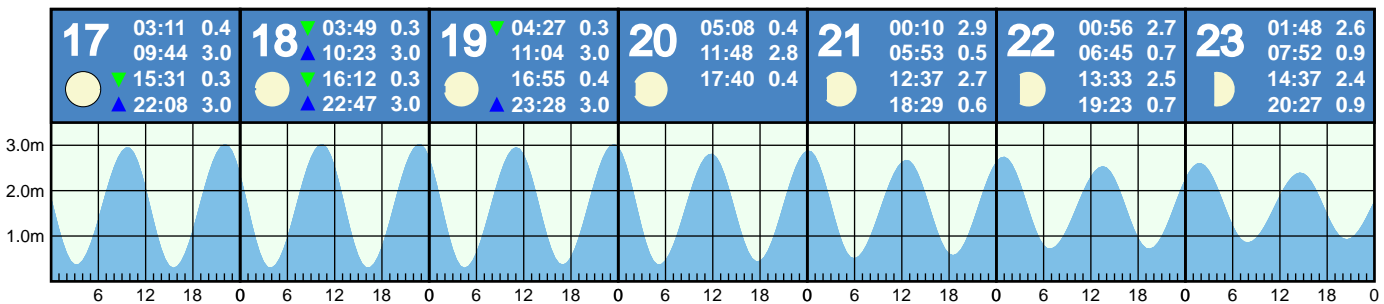 17 03:11 0.4
09:44 3.0
▼ 15:31 0.3
▲ 22:08 3.0
18 ▼ 03:49 0.3
▲ 10:23 3.0
▼ 16:12 0.3
▲ 22:47 3.0
19 ▼ 04:27 0.3
11:04 3.0
16:55 0.4
▲ 23:28 3.0
20 05:08 0.4
11:48 2.8
17:40 0.4
21 00:10 2.9
05:53 0.5
12:37 2.7
18:29 0.6
22 00:56 2.7
06:45 0.7
13:33 2.5
19:23 0.7
23 01:48 2.6
07:52 0.9
14:37 2.4
20:27 0.9
3.0m
2.0m
1.0m
6 12 18 0 6 12 18 0 6 12 18 0 6 12 18 0 6 12 18 0 6 12 18 0 6 12 18 0